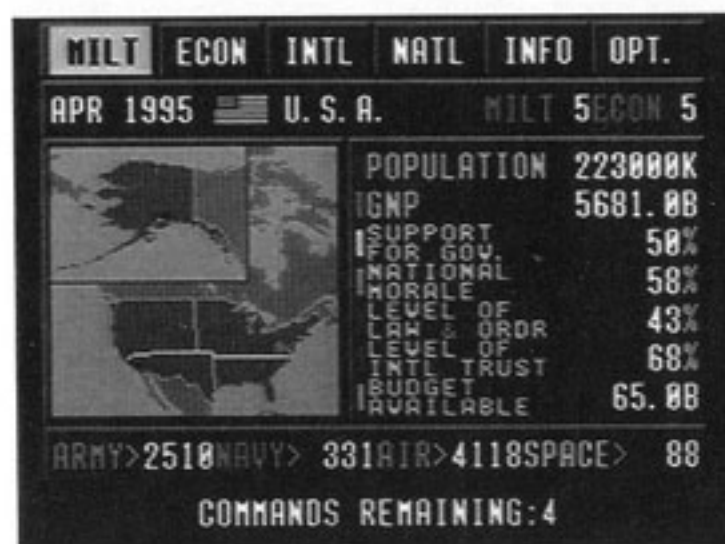 MILT ECON INTL NATL INFO OPT.
APR 1995 U.S.A. MILT 5 ECON 5
POPULATION 223000K
GNP 5681.0B
SUPPORT FOR GOV. 50%
NATIONAL MORALE 58%
LEVEL OF LAW & ORDR 43%
LEVEL OF INTL TRUST 68%
BUDGET AVAILABLE 65.0B
ARMY>2510 NAVY> 331 AIR>4118 SPACE> 88
COMMANDS REMAINING:4